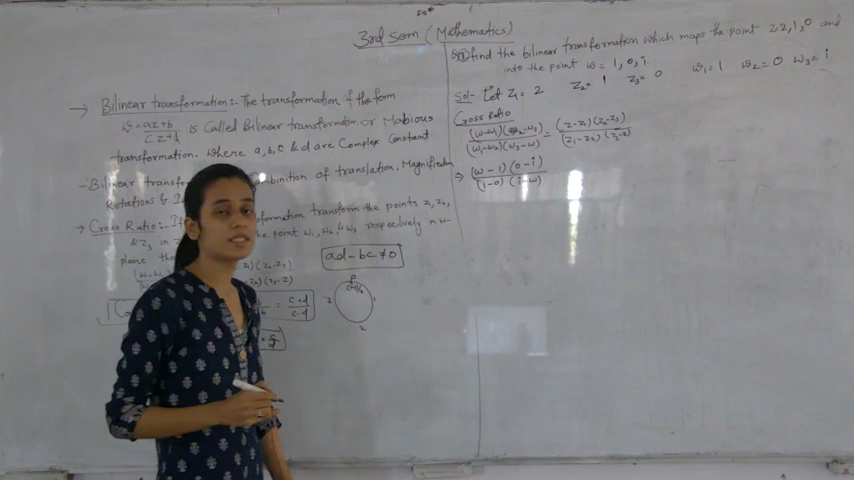 3rd Sem (Mathematics)
→ Bilinear transformation:- The transformation of the form
w = az+b / cz+d is Called Bilinear transformation or Mobious
transformation. Where a, b, c & d are Complex Constant
- Bilinear combinition of translation, Magnification
Rotations &
→ Cross Ratio:- If transform the points z1, z2,
& z3 in the point w1, w2, & w3 respectively in w-
plane
ad - bc ≠ 0
= c+d / c-d
Q① find the bilinear transformation which maps the point z=2,1,0 and
into the point w = 1, 0, i.
Sol- Let z1 = 2 z2 = 1 z3 = 0 w1 = 1 w2 = 0 w3 = i
Cross Ratio
(w-w1)(w2-w3) / (w1-w2)(w3-w) = (z-z1)(z2-z3) / (z1-z2)(z3-z)
⇒ (w-1)(0-i) / (1-0)(i-w)